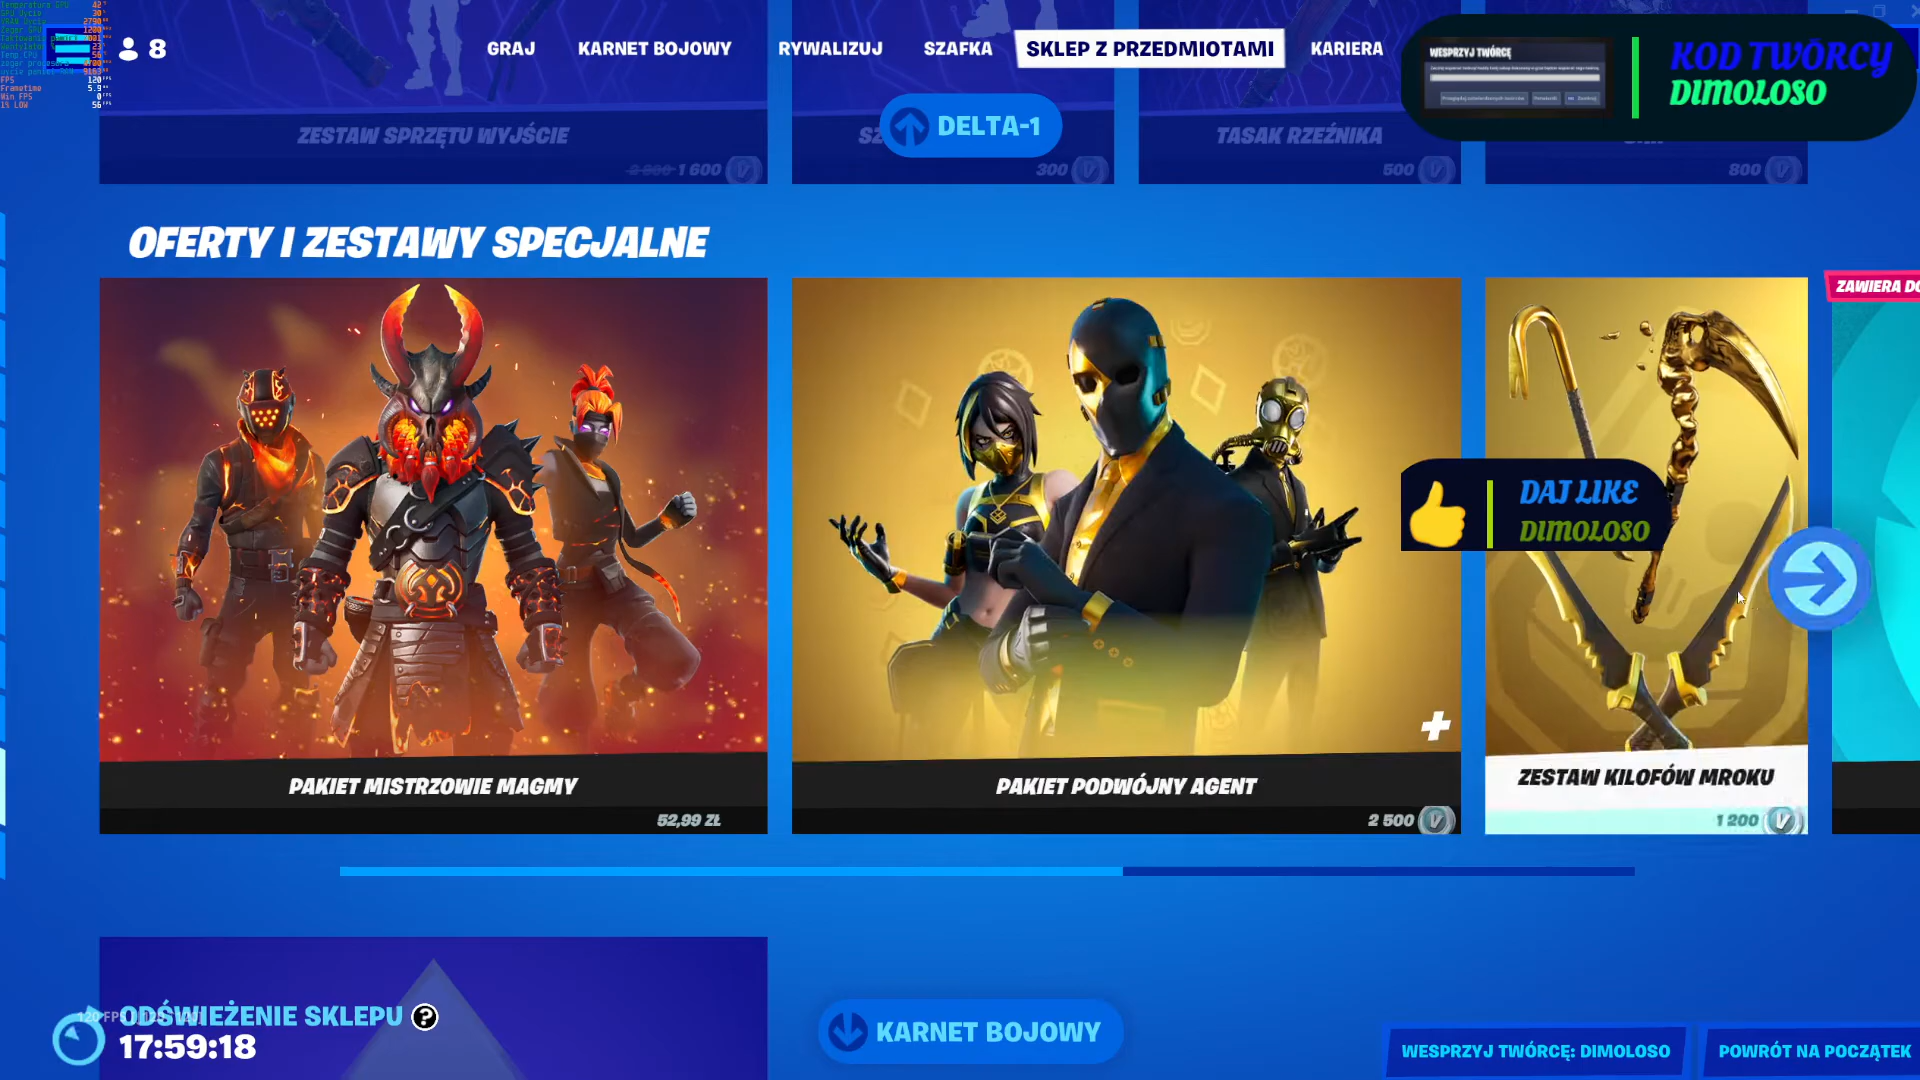 8
GRAJ
KARNET BOJOWY
RYWALIZUJ
SZAFKA
SKLEP Z PRZEDMIOTAMI
KARIERA
WESPRZYJ TWÓRCĘ
KOD TWÓRCY
DIMOLOSO
DELTA-1
ZESTAW SPRZĘTU WYJŚCIE
1 600
300
TASAK RZEŹNIKA
500
800
OFERTY I ZESTAWY SPECJALNE
ZAWIERA DO
DAJ LIKE
DIMOLOSO
PAKIET MISTRZOWIE MAGMY
52,99 ZŁ
PAKIET PODWÓJNY AGENT
2 500
ZESTAW KILOFÓW MROKU
1 200
ODŚWIEŻENIE SKLEPU
17:59:18
KARNET BOJOWY
WESPRZYJ TWÓRCĘ: DIMOLOSO
POWRÓT NA POCZĄTEK